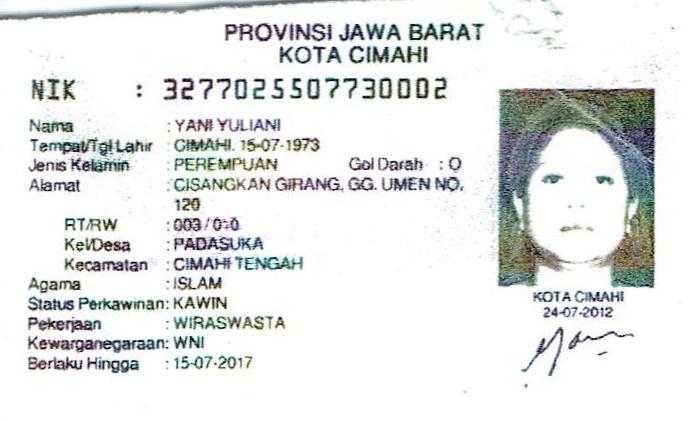 PROVINSI JAWA BARAT
KOTA CIMAHI
NIK : 3277025507730002
Nama : YANI YULIANI
Tempat/Tgl Lahir : CIMAHI, 15-07-1973
Jenis Kelamin : PEREMPUAN Gol Darah : O
Alamat : CISANGKAN GIRANG, GG. UMEN NO.
120
RT/RW : 003 /
Kel/Desa : PADASUKA
Kecamatan : CIMAHI TENGAH
Agama : ISLAM
Status Perkawinan: KAWIN
Pekerjaan : WIRASWASTA
Kewarganegaraan: WNI
Berlaku Hingga : 15-07-2017
KOTA CIMAHI
24-07-2012